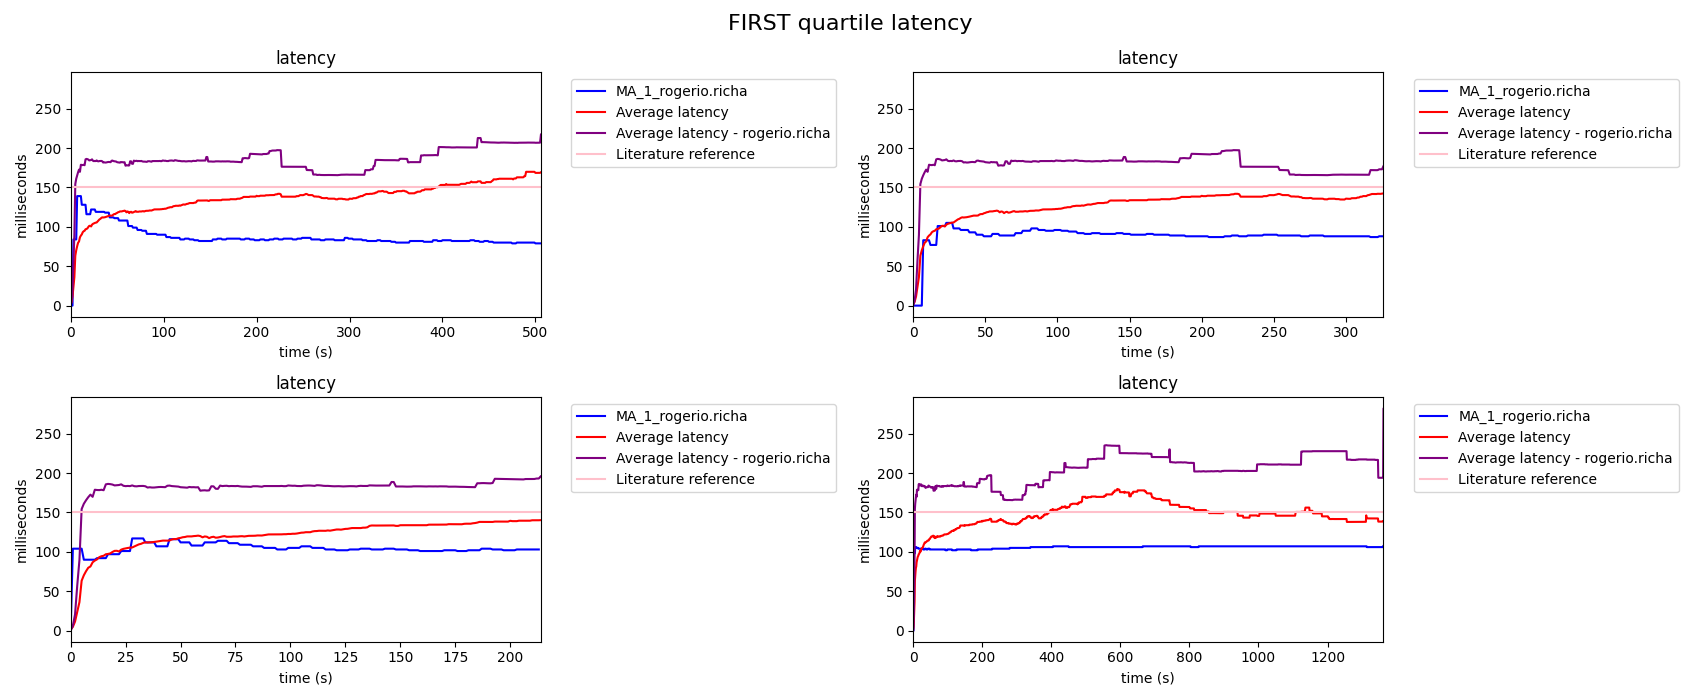 FIRST quartile latency
latency
250
200
150
100
50
0
milliseconds
0 100 200 300 400 500
time (s)
MA_1_rogerio.richa
Average latency
Average latency - rogerio.richa
Literature reference
latency
250
200
150
100
50
0
milliseconds
0 50 100 150 200 250 300
time (s)
MA_1_rogerio.richa
Average latency
Average latency - rogerio.richa
Literature reference
latency
250
200
150
100
50
0
milliseconds
0 25 50 75 100 125 150 175 200
time (s)
MA_1_rogerio.richa
Average latency
Average latency - rogerio.richa
Literature reference
latency
250
200
150
100
50
0
milliseconds
0 200 400 600 800 1000 1200
time (s)
MA_1_rogerio.richa
Average latency
Average latency - rogerio.richa
Literature reference